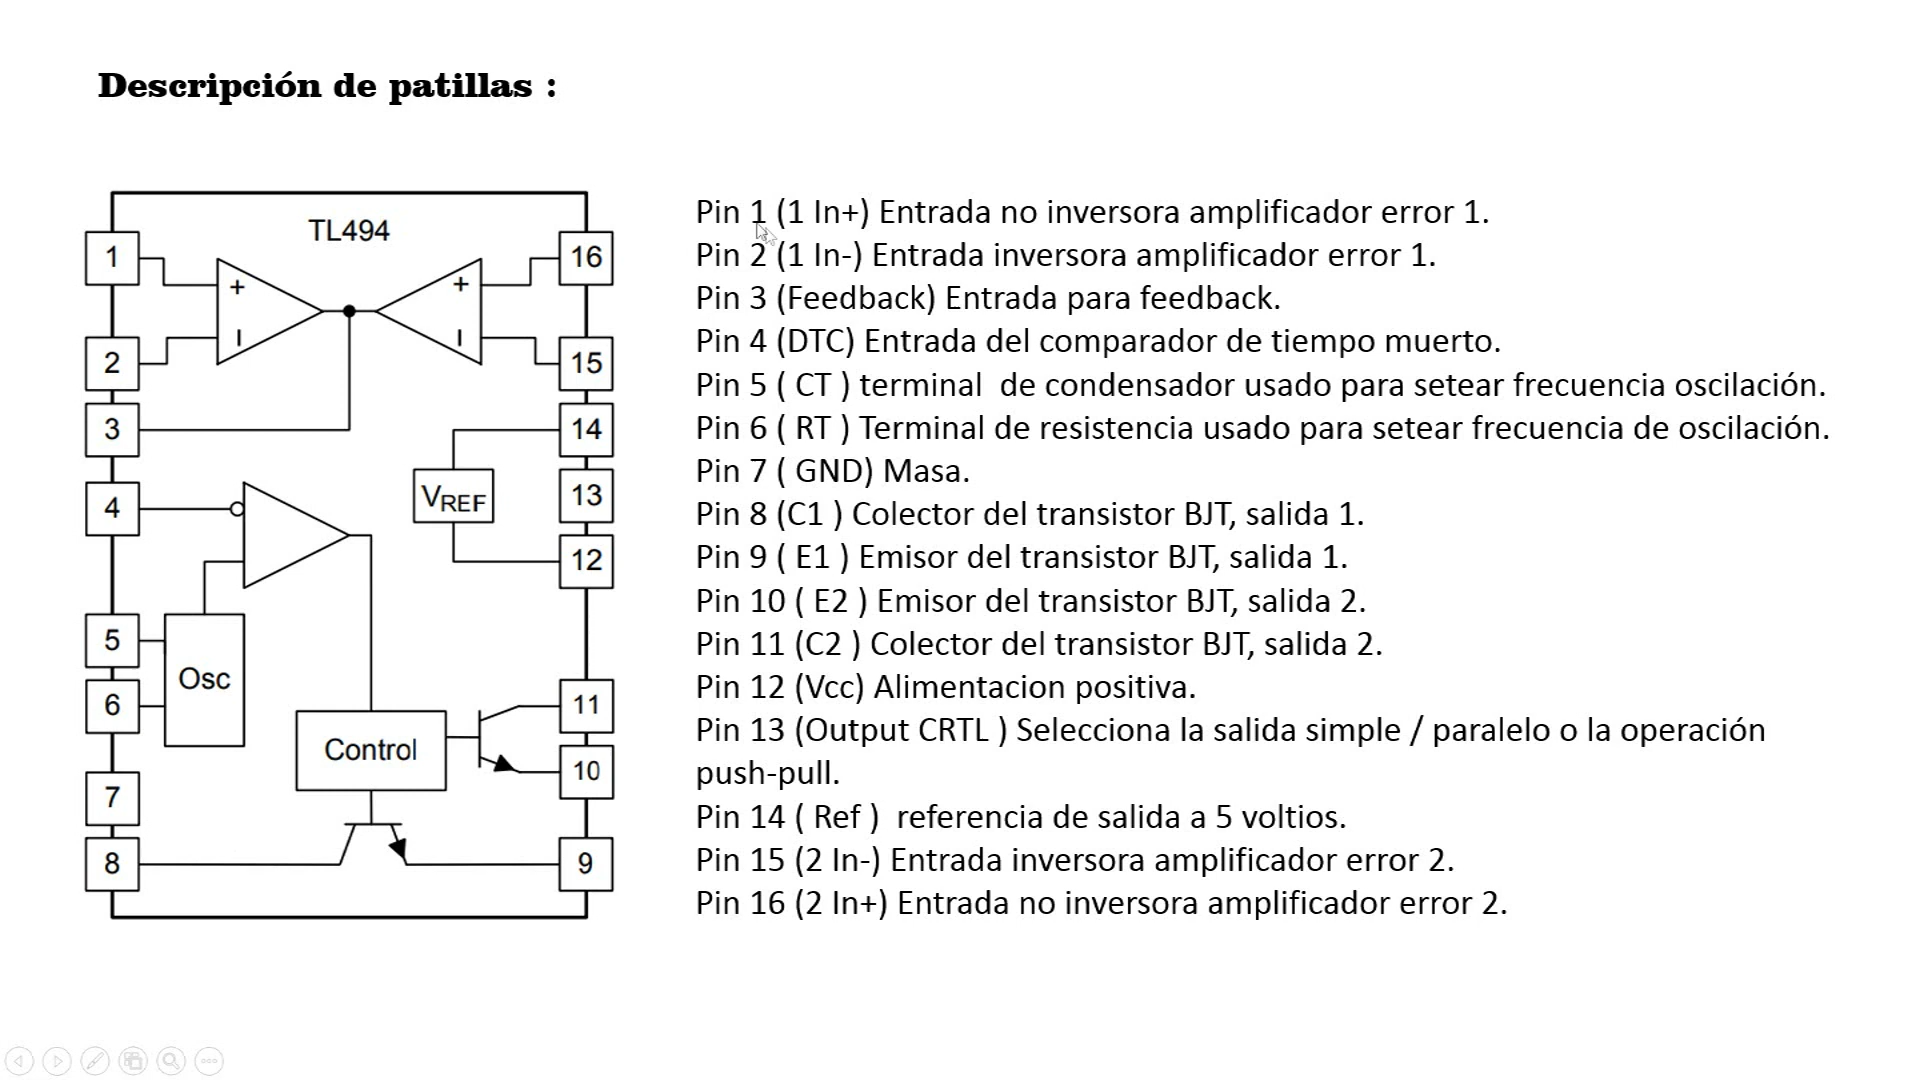 Descripción de patillas :
TL494
1
16
+
+
2
15
3
14
4
VREF
13
12
5
Osc
6
11
Control
10
7
8
9
Pin 1 (1 In+) Entrada no inversora amplificador error 1.
Pin 2 (1 In-) Entrada inversora amplificador error 1.
Pin 3 (Feedback) Entrada para feedback.
Pin 4 (DTC) Entrada del comparador de tiempo muerto.
Pin 5 ( CT ) terminal  de condensador usado para setear frecuencia oscilación.
Pin 6 ( RT ) Terminal de resistencia usado para setear frecuencia de oscilación.
Pin 7 ( GND) Masa.
Pin 8 (C1 ) Colector del transistor BJT, salida 1.
Pin 9 ( E1 ) Emisor del transistor BJT, salida 1.
Pin 10 ( E2 ) Emisor del transistor BJT, salida 2.
Pin 11 (C2 ) Colector del transistor BJT, salida 2.
Pin 12 (Vcc) Alimentacion positiva.
Pin 13 (Output CRTL ) Selecciona la salida simple / paralelo o la operación
push-pull.
Pin 14 ( Ref )  referencia de salida a 5 voltios.
Pin 15 (2 In-) Entrada inversora amplificador error 2.
Pin 16 (2 In+) Entrada no inversora amplificador error 2.